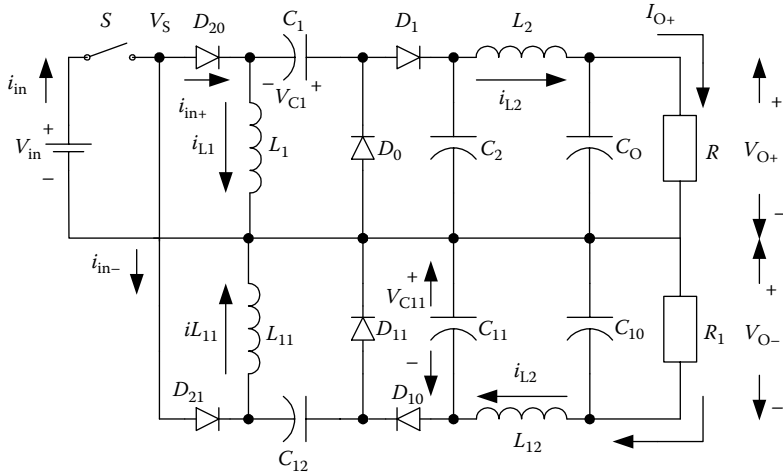 S V_S D_20 C_1 D_1 L_2 I_O+
i_in i_in+ − V_C1 + i_L2 +
V_in + − i_L1 L_1 D_0 C_2 C_O R V_O+
−
i_in− + +
V_C11
iL_11 L_11 D_11 C_11 C_10 R_1 V_O−
D_21 D_10 − i_L2
C_12 L_12 −